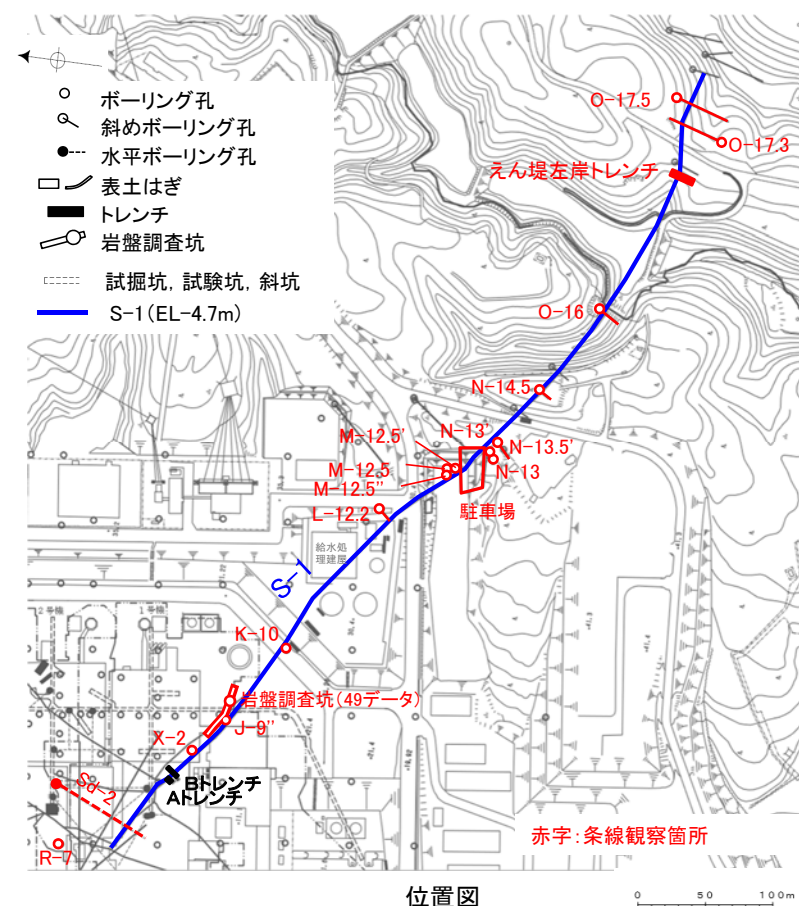 ボーリング孔
斜めボーリング孔
水平ボーリング孔
表土はぎ
トレンチ
岩盤調査坑
試掘坑, 試験坑, 斜坑
S-1(EL-4.7m)
O-17.5
O-17.3
えん堤左岸トレンチ
O-16
N-14.5
N-13'
M-12.5'
N-13.5'
M-12.5
N-13
M-12.5''
L-12.2
駐車場
給水処
理建屋
S-1
2号機
1号機
K-10
岩盤調査坑(49データ)
J-9''
X-2
Bトレンチ
Aトレンチ
Sd-2
R-7
赤字:条線観察箇所
位置図
0 50 100m